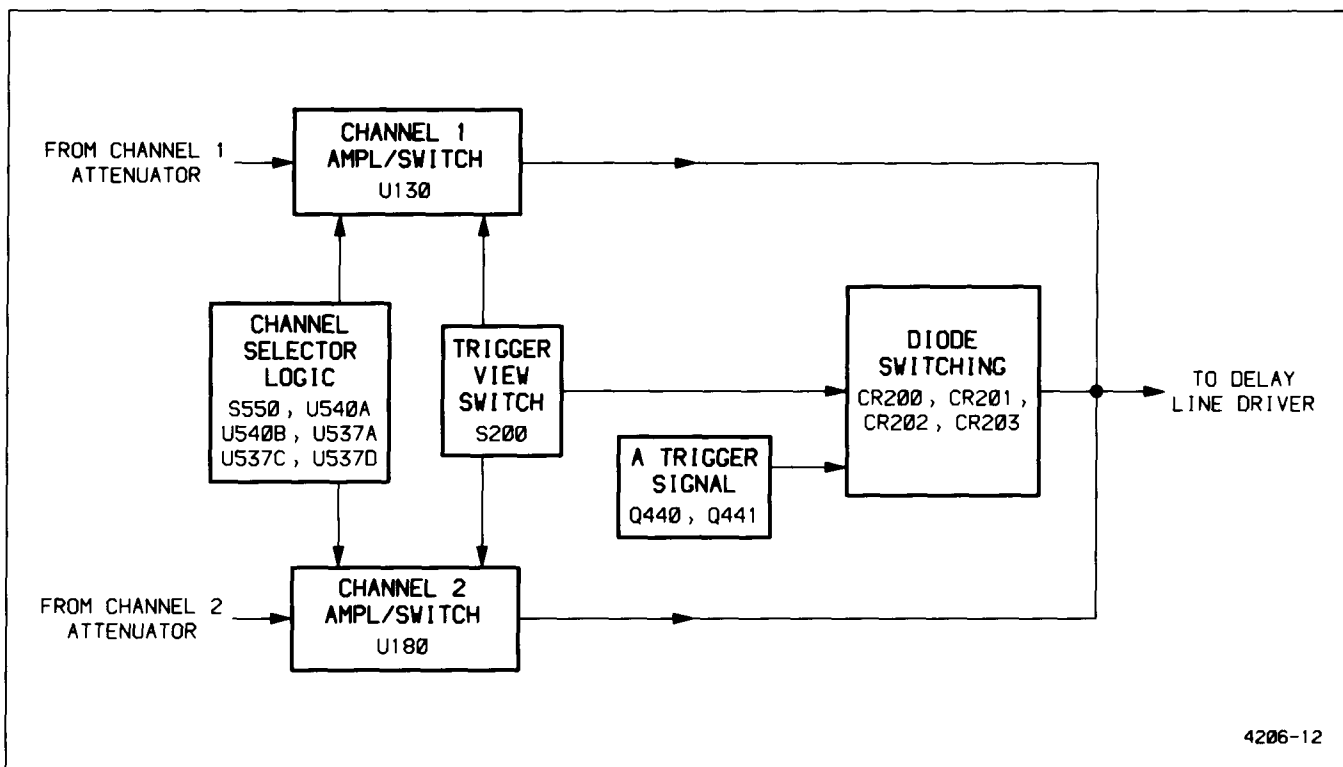 FROM CHANNEL 1
ATTENUATOR
CHANNEL 1
AMPL/SWITCH
U130
CHANNEL
SELECTOR
LOGIC
S550, U540A
U540B, U537A
U537C, U537D
TRIGGER
VIEW
SWITCH
S200
A TRIGGER
SIGNAL
Q440, Q441
DIODE
SWITCHING
CR200, CR201,
CR202, CR203
TO DELAY
LINE DRIVER
FROM CHANNEL 2
ATTENUATOR
CHANNEL 2
AMPL/SWITCH
U180
4206-12